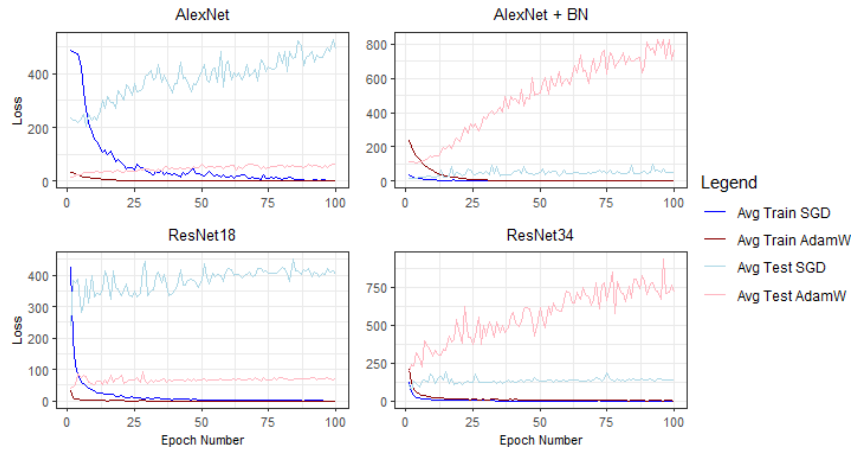 AlexNet
AlexNet + BN
Loss
400
200
0
0 25 50 75 100
800
600
400
200
0
0 25 50 75 100
ResNet18
ResNet34
Loss
400
300
200
100
0
0 25 50 75 100
Epoch Number
750
500
250
0
0 25 50 75 100
Epoch Number
Legend
Avg Train SGD
Avg Train AdamW
Avg Test SGD
Avg Test AdamW